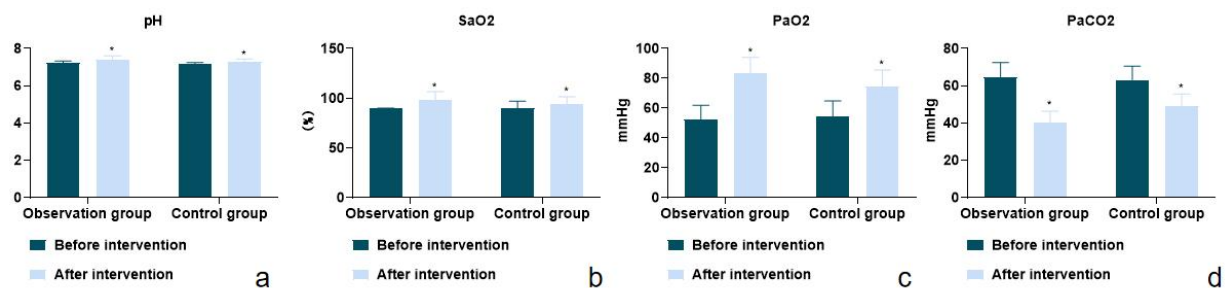 pH
8
*
*
6
4
2
0
Observation group Control group
Before intervention
After intervention
a
SaO2
(%)
150
*
*
100
50
0
Observation group Control group
Before intervention
After intervention
b
PaO2
mmHg
100
*
*
80
60
40
20
0
Observation group Control group
Before intervention
After intervention
c
PaCO2
mmHg
80
60
*
*
40
20
0
Observation group Control group
Before intervention
After intervention
d